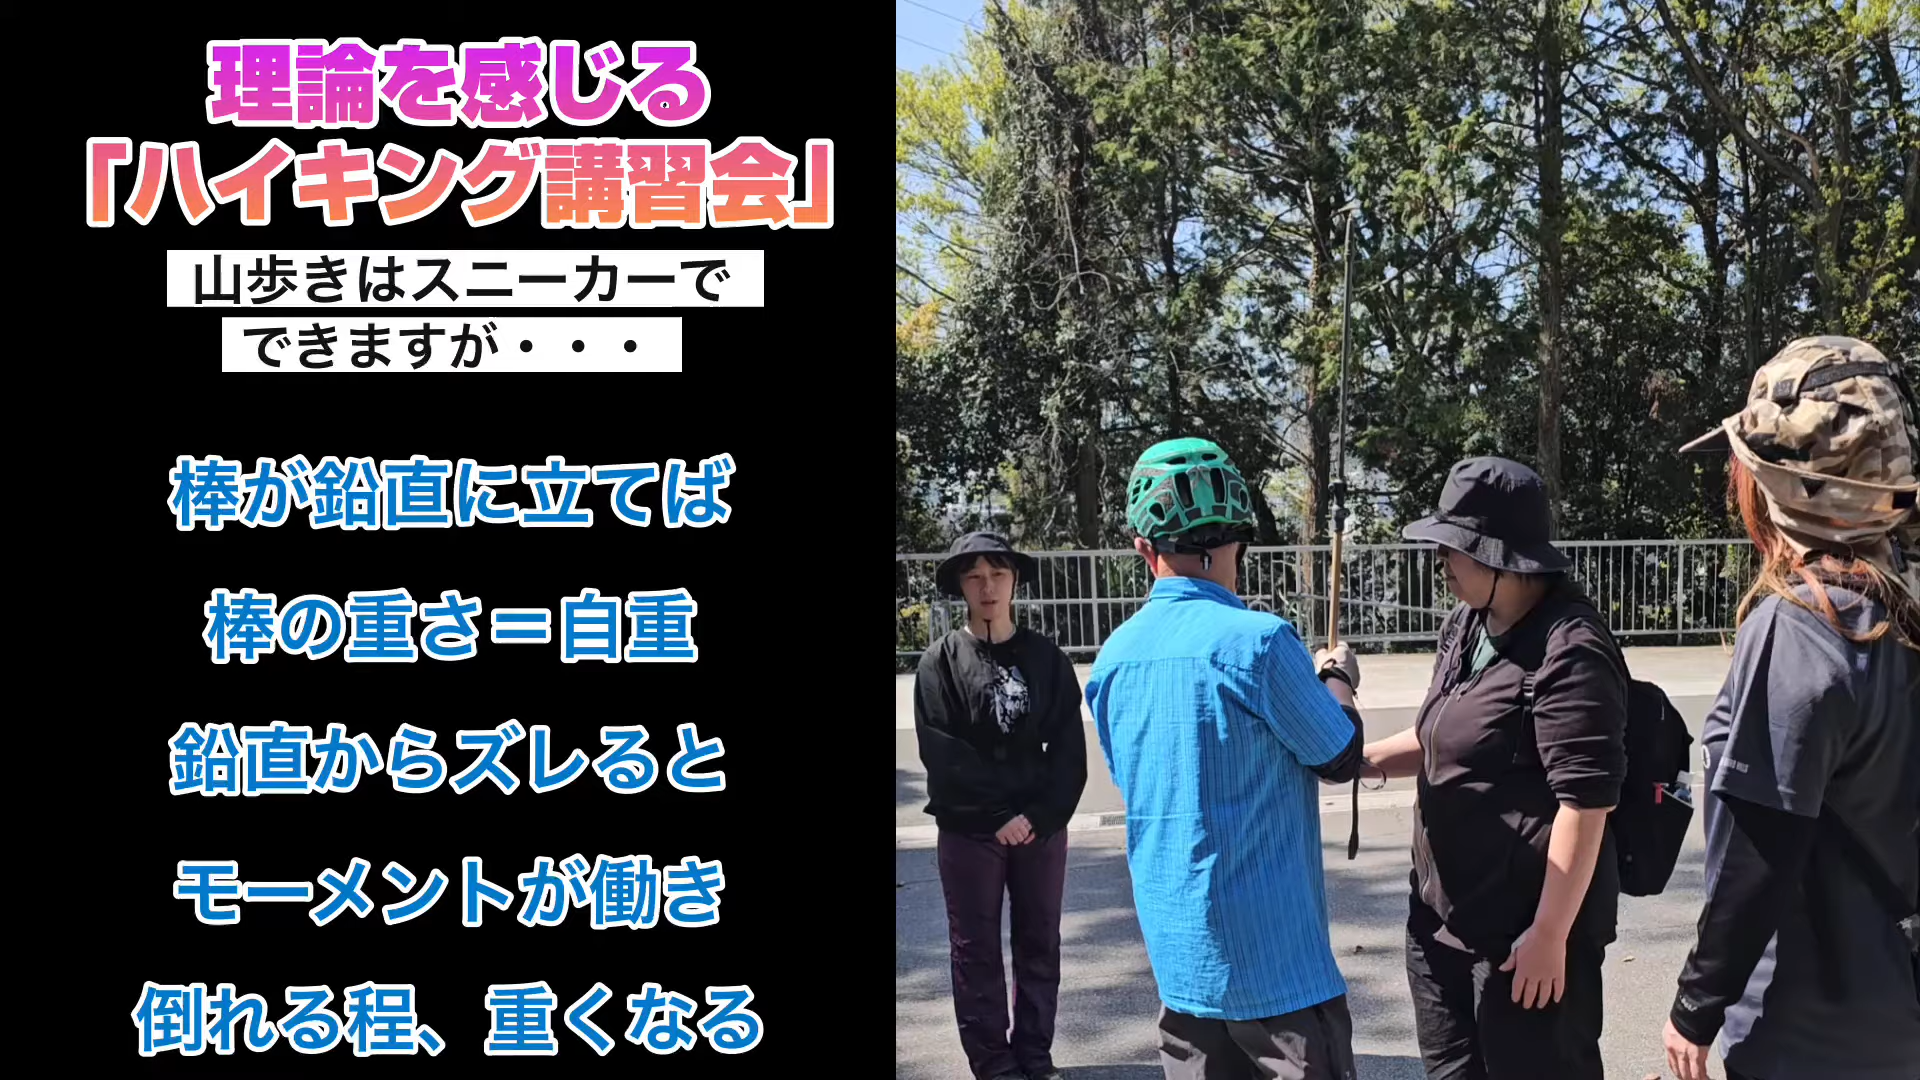 理論を感じる
「ハイキング講習会」
山歩きはスニーカーで
できますが・・・
棒が鉛直に立てば
棒の重さ＝自重
鉛直からズレると
モーメントが働き
倒れる程、重くなる